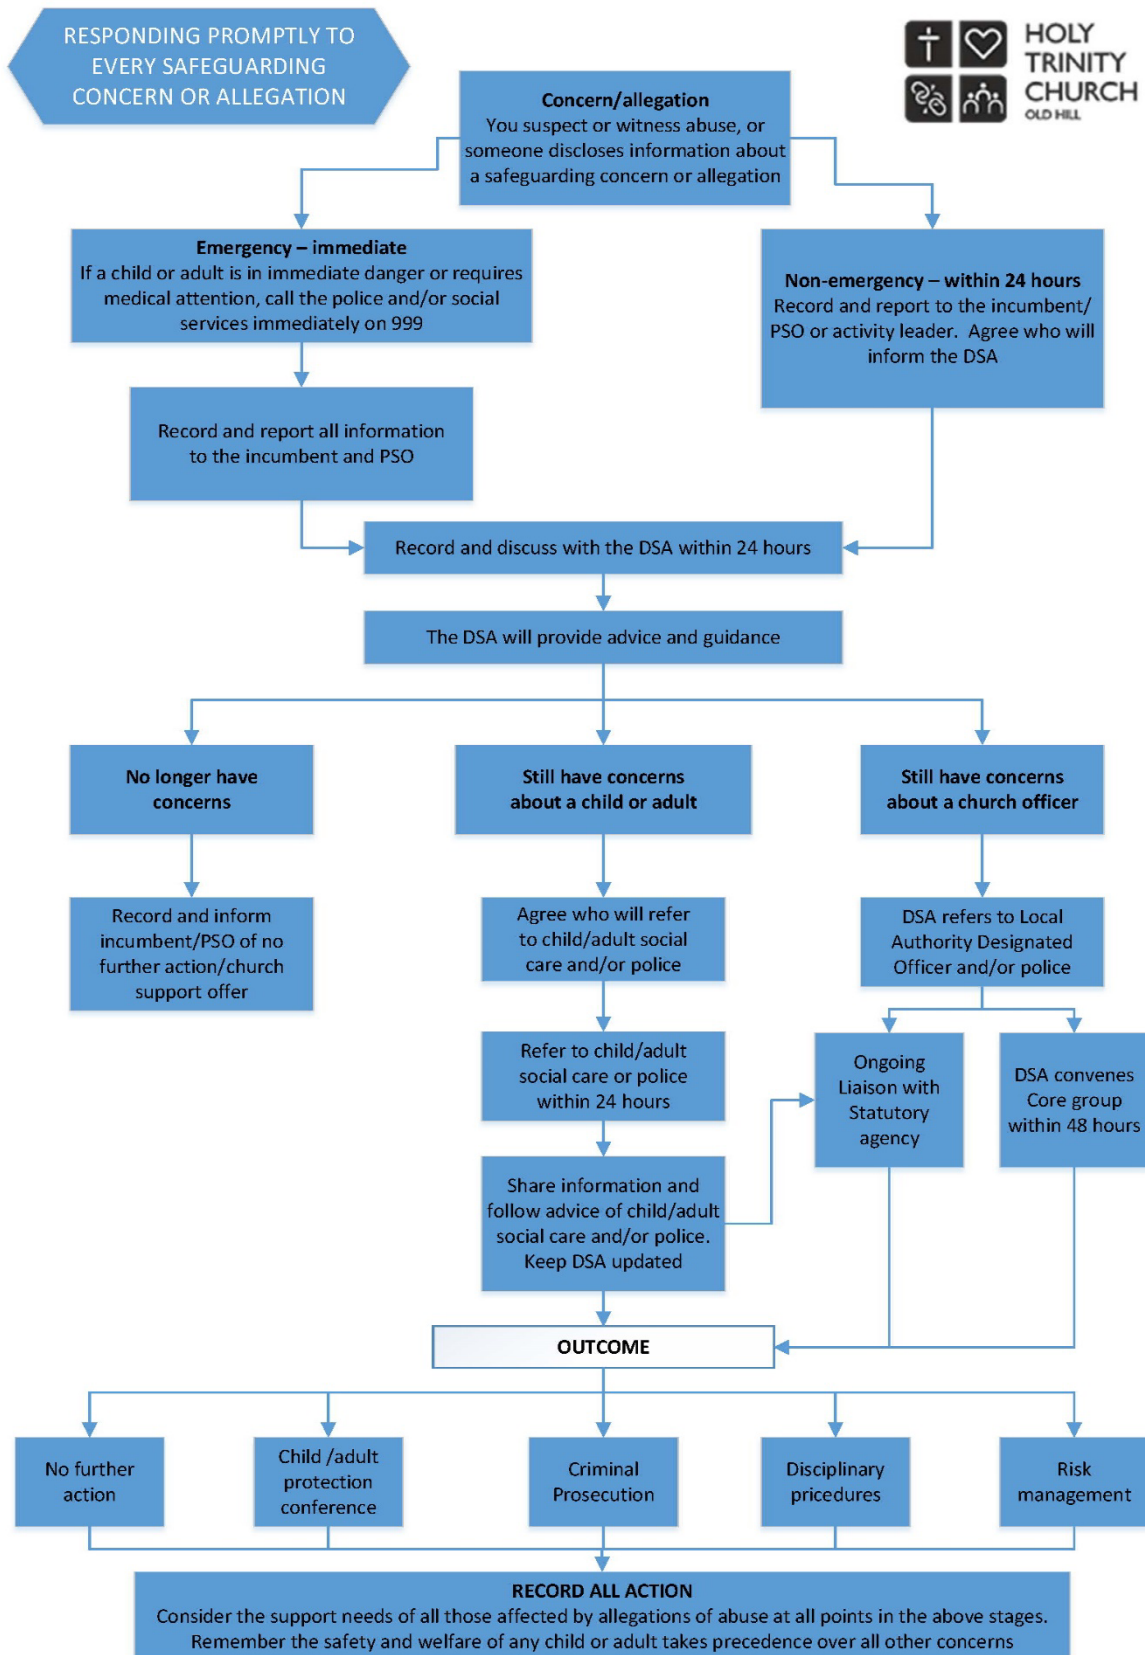 RESPONDING PROMPTLY TO
EVERY SAFEGUARDING
CONCERN OR ALLEGATION
HOLY
TRINITY
CHURCH
OLD HILL
Concern/allegation
You suspect or witness abuse, or
someone discloses information about
a safeguarding concern or allegation
Emergency – immediate
If a child or adult is in immediate danger or requires
medical attention, call the police and/or social
services immediately on 999
Non-emergency – within 24 hours
Record and report to the incumbent/
PSO or activity leader.  Agree who will
inform the DSA
Record and report all information
to the incumbent and PSO
Record and discuss with the DSA within 24 hours
The DSA will provide advice and guidance
No longer have
concerns
Still have concerns
about a child or adult
Still have concerns
about a church officer
Record and inform
incumbent/PSO of no
further action/church
support offer
Agree who will refer
to child/adult social
care and/or police
DSA refers to Local
Authority Designated
Officer and/or police
Refer to child/adult
social care or police
within 24 hours
Ongoing
Liaison with
Statutory
agency
DSA convenes
Core group
within 48 hours
Share information and
follow advice of child/adult
social care and/or police.
Keep DSA updated
OUTCOME
No further
action
Child /adult
protection
conference
Criminal
Prosecution
Disciplinary
pricedures
Risk
management
RECORD ALL ACTION
Consider the support needs of all those affected by allegations of abuse at all points in the above stages.
Remember the safety and welfare of any child or adult takes precedence over all other concerns